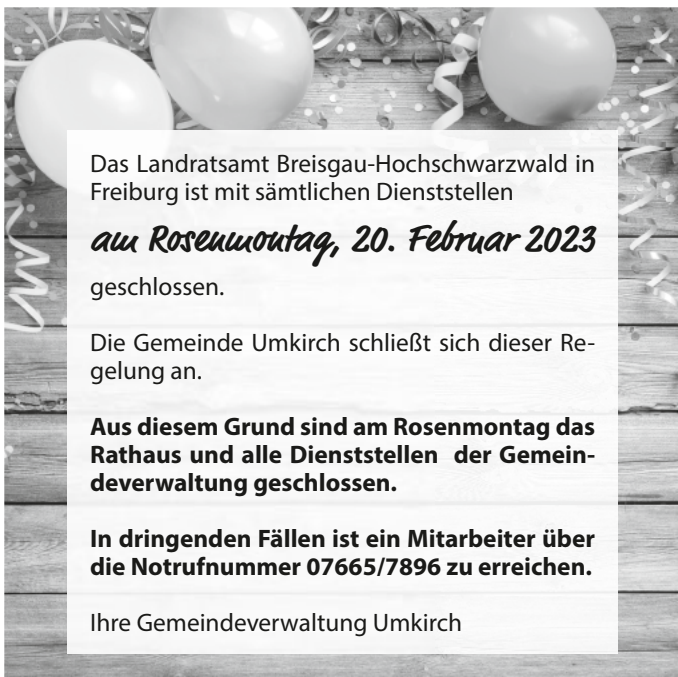 Das Landratsamt Breisgau-Hochschwarzwald in
Freiburg ist mit sämtlichen Dienststellen
am Rosenmontag, 20. Februar 2023
geschlossen.
Die Gemeinde Umkirch schließt sich dieser Re-
gelung an.
Aus diesem Grund sind am Rosenmontag das
Rathaus und alle Dienststellen der Gemein-
deverwaltung geschlossen.
In dringenden Fällen ist ein Mitarbeiter über
die Notrufnummer 07665/7896 zu erreichen.
Ihre Gemeindeverwaltung Umkirch